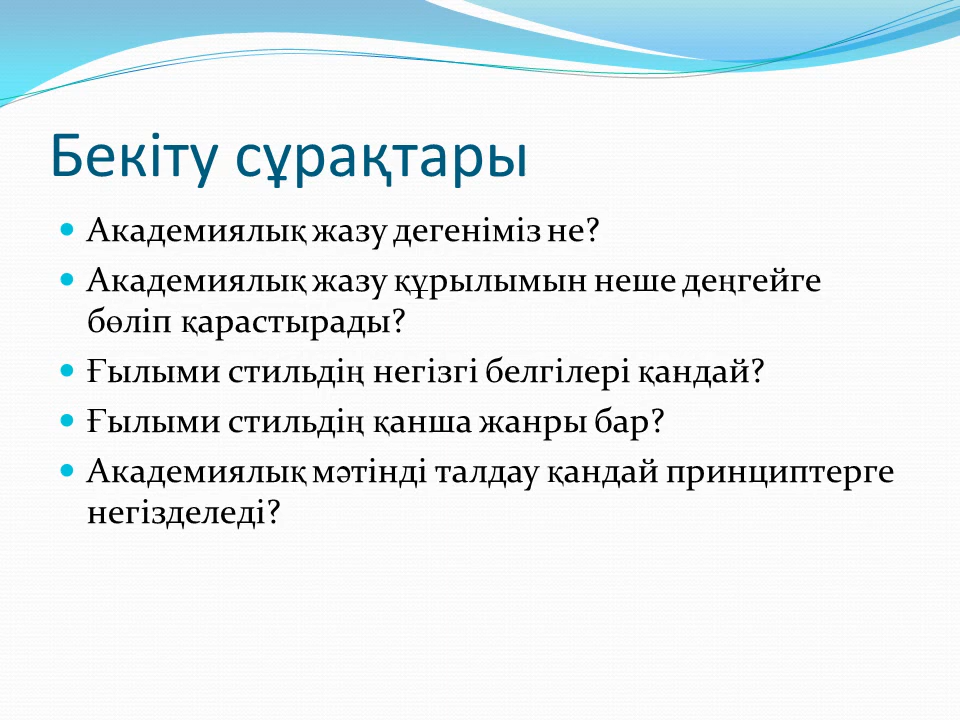 Бекіту сұрақтары
Академиялық жазу дегеніміз не?
Академиялық жазу құрылымын неше деңгейге
бөліп қарастырады?
Ғылыми стильдің негізгі белгілері қандай?
Ғылыми стильдің қанша жанры бар?
Академиялық мәтінді талдау қандай принциптерге
негізделеді?